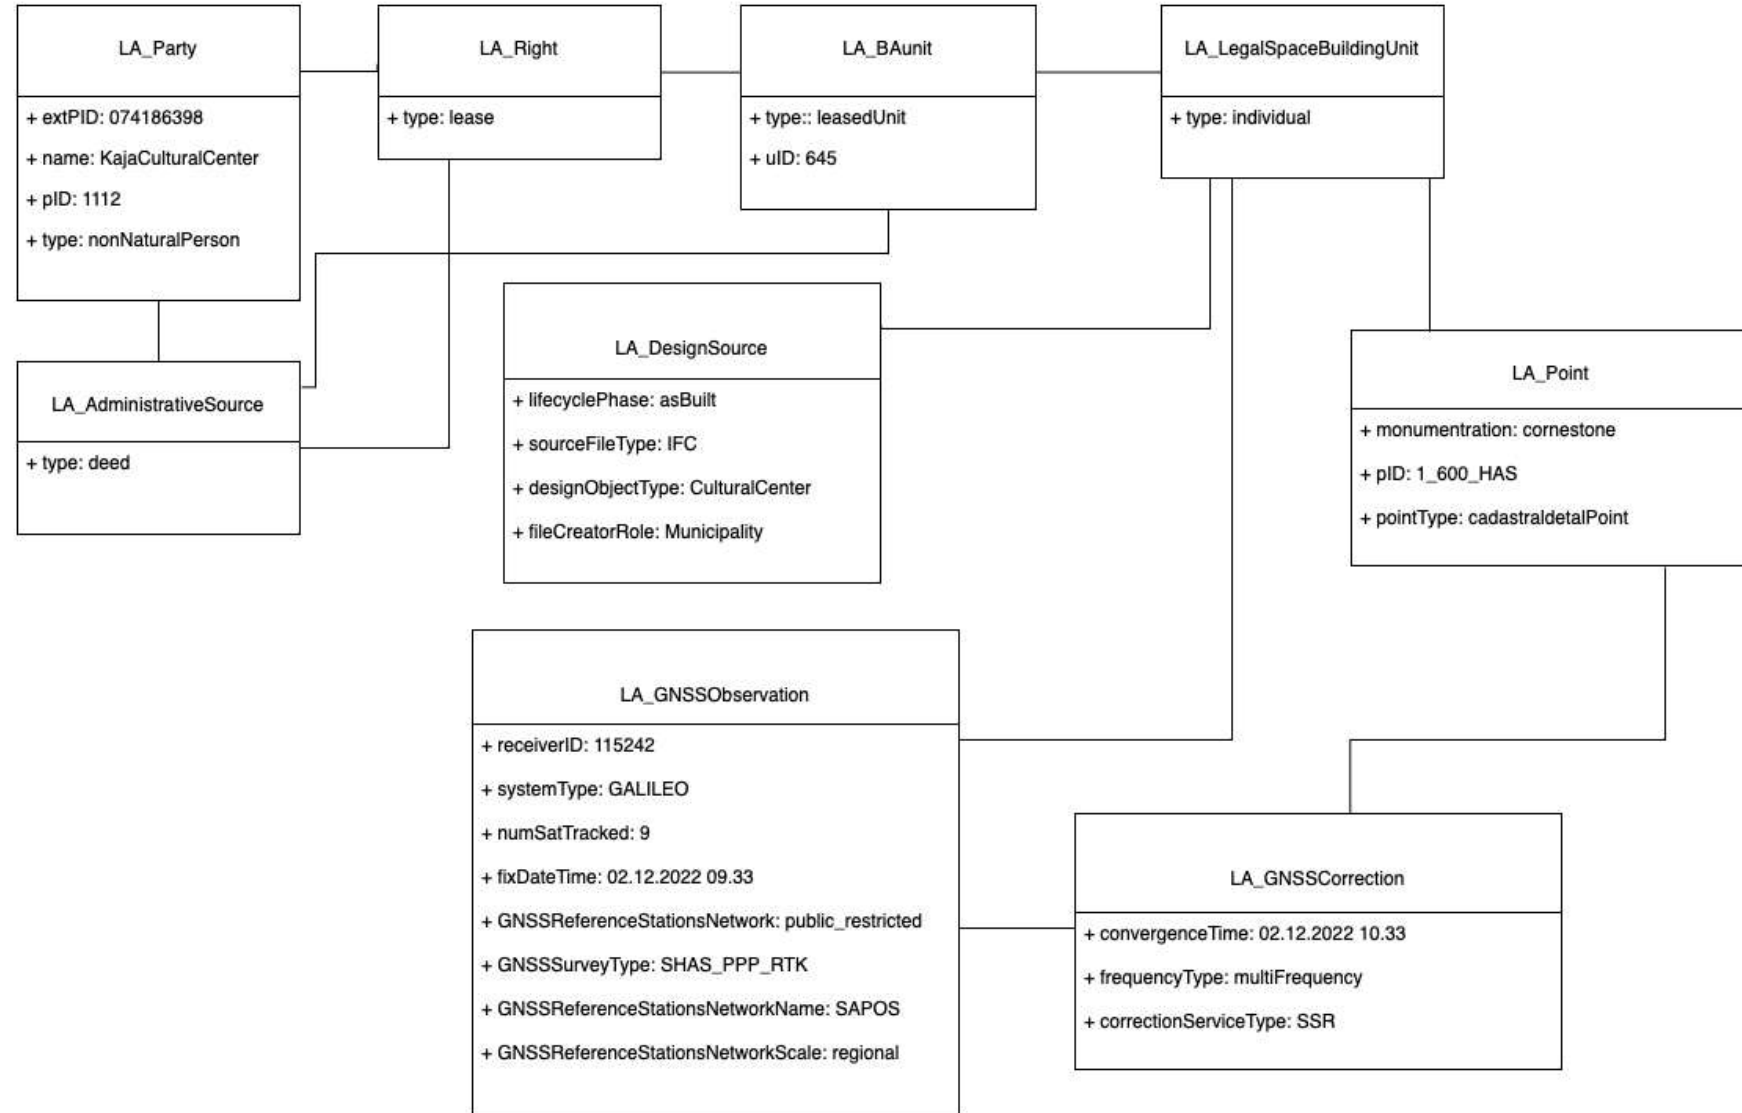 LA_Party
+ extPID: 074186398
+ name: KajaCulturalCenter
+ pID: 1112
+ type: nonNaturalPerson
LA_Right
+ type: lease
LA_BAunit
+ type:: leasedUnit
+ uID: 645
LA_LegalSpaceBuildingUnit
+ type: individual
LA_AdministrativeSource
+ type: deed
LA_DesignSource
+ lifecyclePhase: asBuilt
+ sourceFileType: IFC
+ designObjectType: CulturalCenter
+ fileCreatorRole: Municipality
LA_Point
+ monumentration: cornestone
+ pID: 1_600_HAS
+ pointType: cadastraldetalPoint
LA_GNSSObservation
+ receiverID: 115242
+ systemType: GALILEO
+ numSatTracked: 9
+ fixDateTime: 02.12.2022 09.33
+ GNSSReferenceStationsNetwork: public_restricted
+ GNSSSurveyType: SHAS_PPP_RTK
+ GNSSReferenceStationsNetworkName: SAPOS
+ GNSSReferenceStationsNetworkScale: regional
LA_GNSSCorrection
+ convergenceTime: 02.12.2022 10.33
+ frequencyType: multiFrequency
+ correctionServiceType: SSR